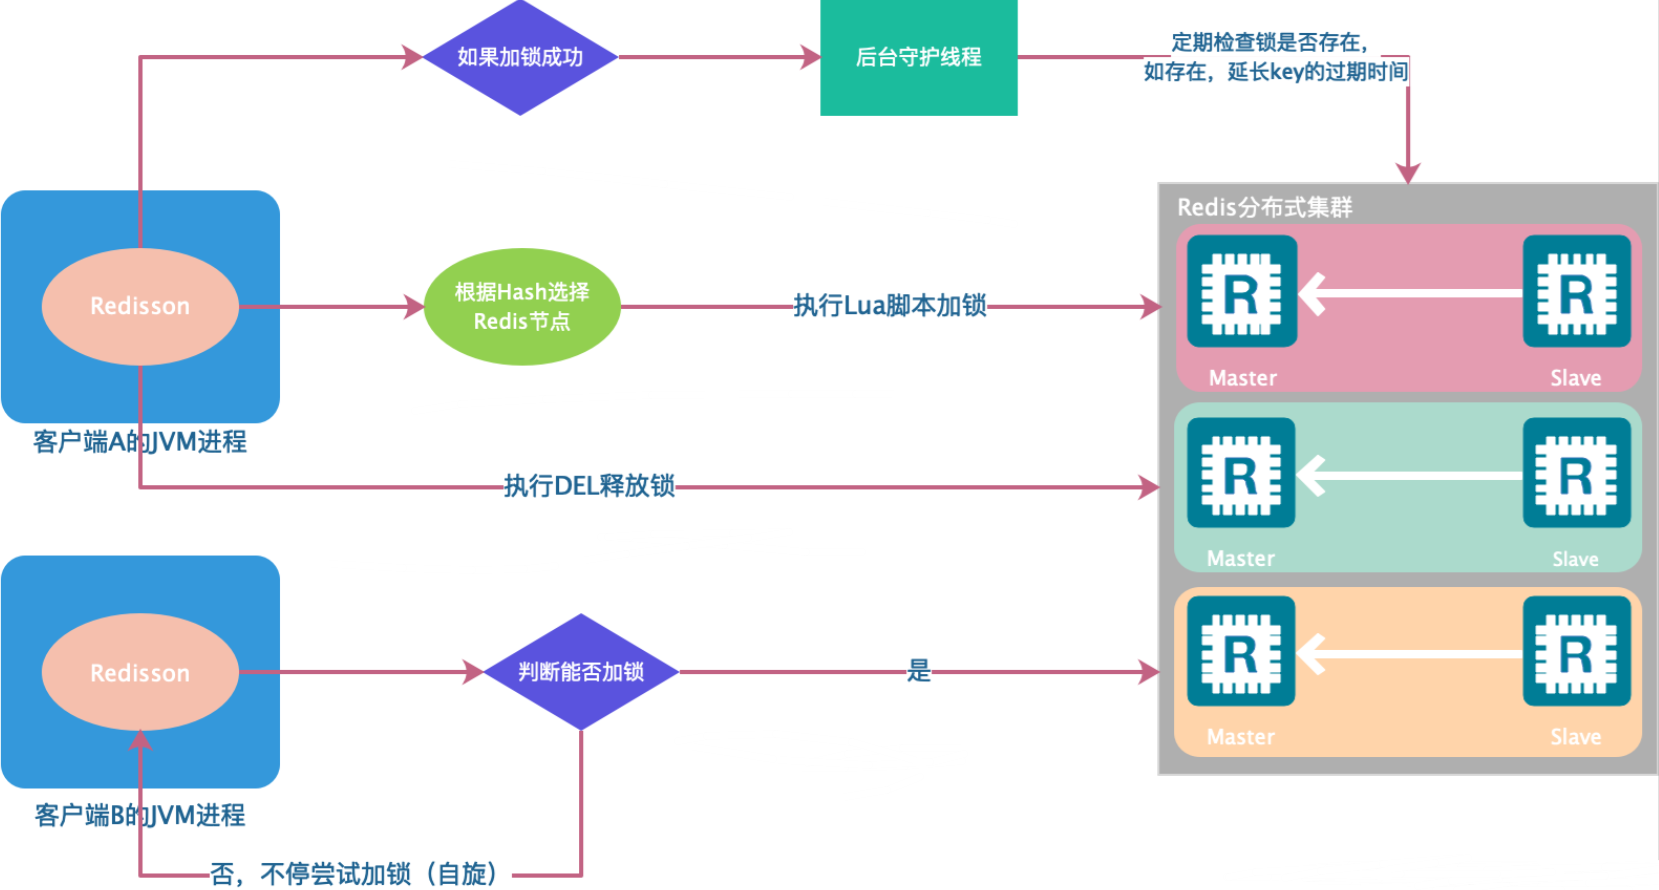 如果加锁成功
后台守护线程
定期检查锁是否存在，
如存在，延长key的过期时间
Redis分布式集群
Redisson
根据Hash选择
Redis节点
执行Lua脚本加锁
R
R
Master
Slave
客户端A的JVM进程
执行DEL释放锁
R
R
Master
Slave
Redisson
判断能否加锁
是
R
R
Master
Slave
客户端B的JVM进程
否，不停尝试加锁（自旋）